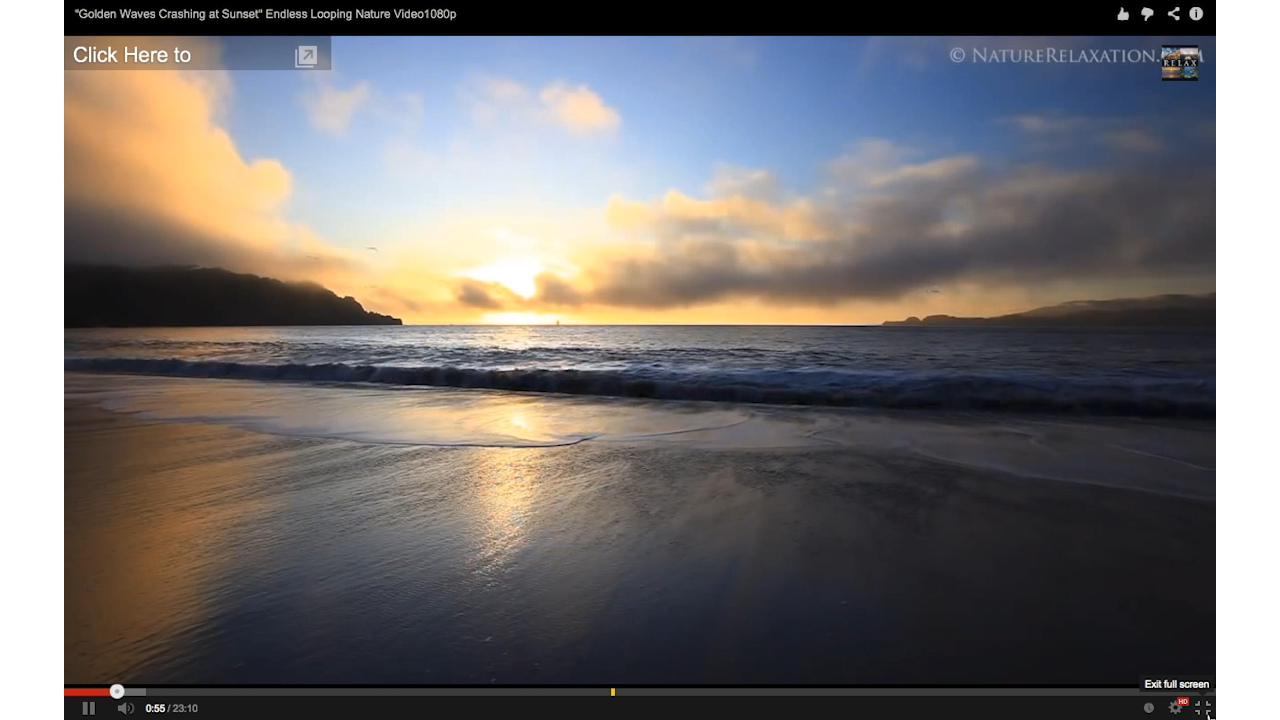 "Golden Waves Crashing at Sunset" Endless Looping Nature Video1080p
Click Here to
© NATURERELAXATION.COM
RELAX
Exit full screen
0:55 / 23:10
HD